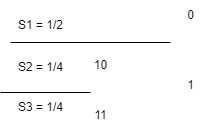 S1 = 1/2
0
S2 = 1/4
10
1
S3 = 1/4
11